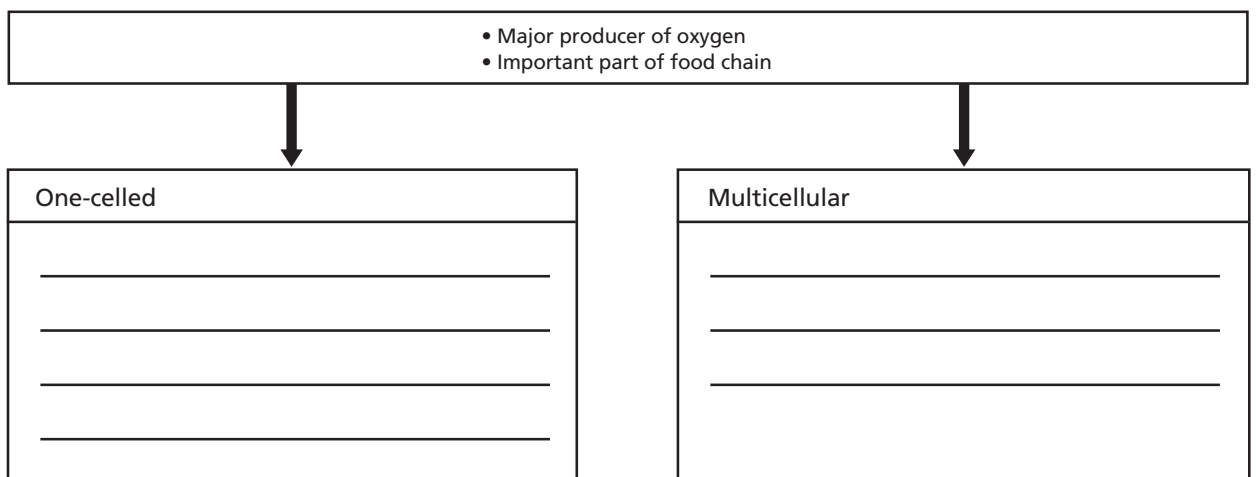 • Major producer of oxygen
• Important part of food chain
One-celled
Multicellular